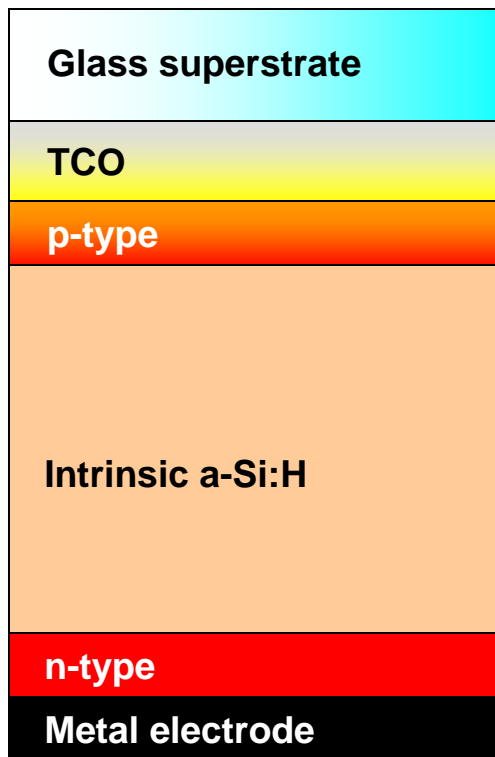 Glass superstrate
TCO
p-type
Intrinsic a-Si:H
n-type
Metal electrode